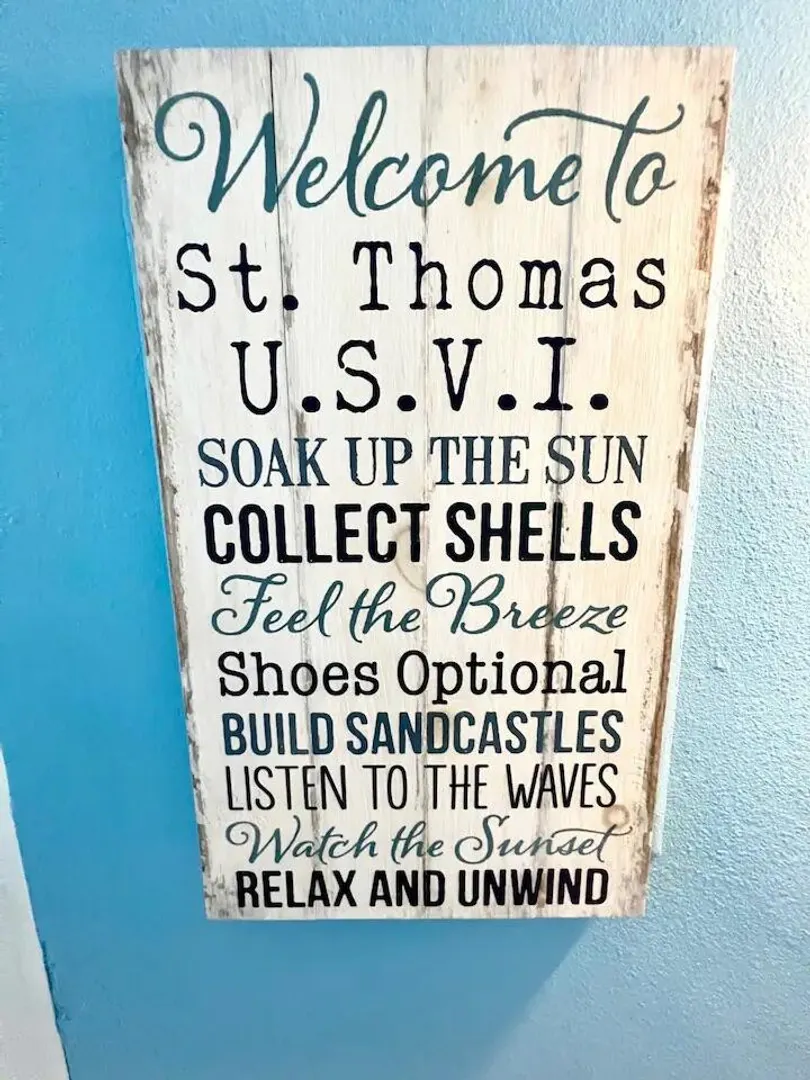 Welcome to
St. Thomas
U.S.V.I.
SOAK UP THE SUN
COLLECT SHELLS
Feel the Breeze
Shoes Optional
BUILD SANDCASTLES
LISTEN TO THE WAVES
Watch the Sunset
RELAX AND UNWIND